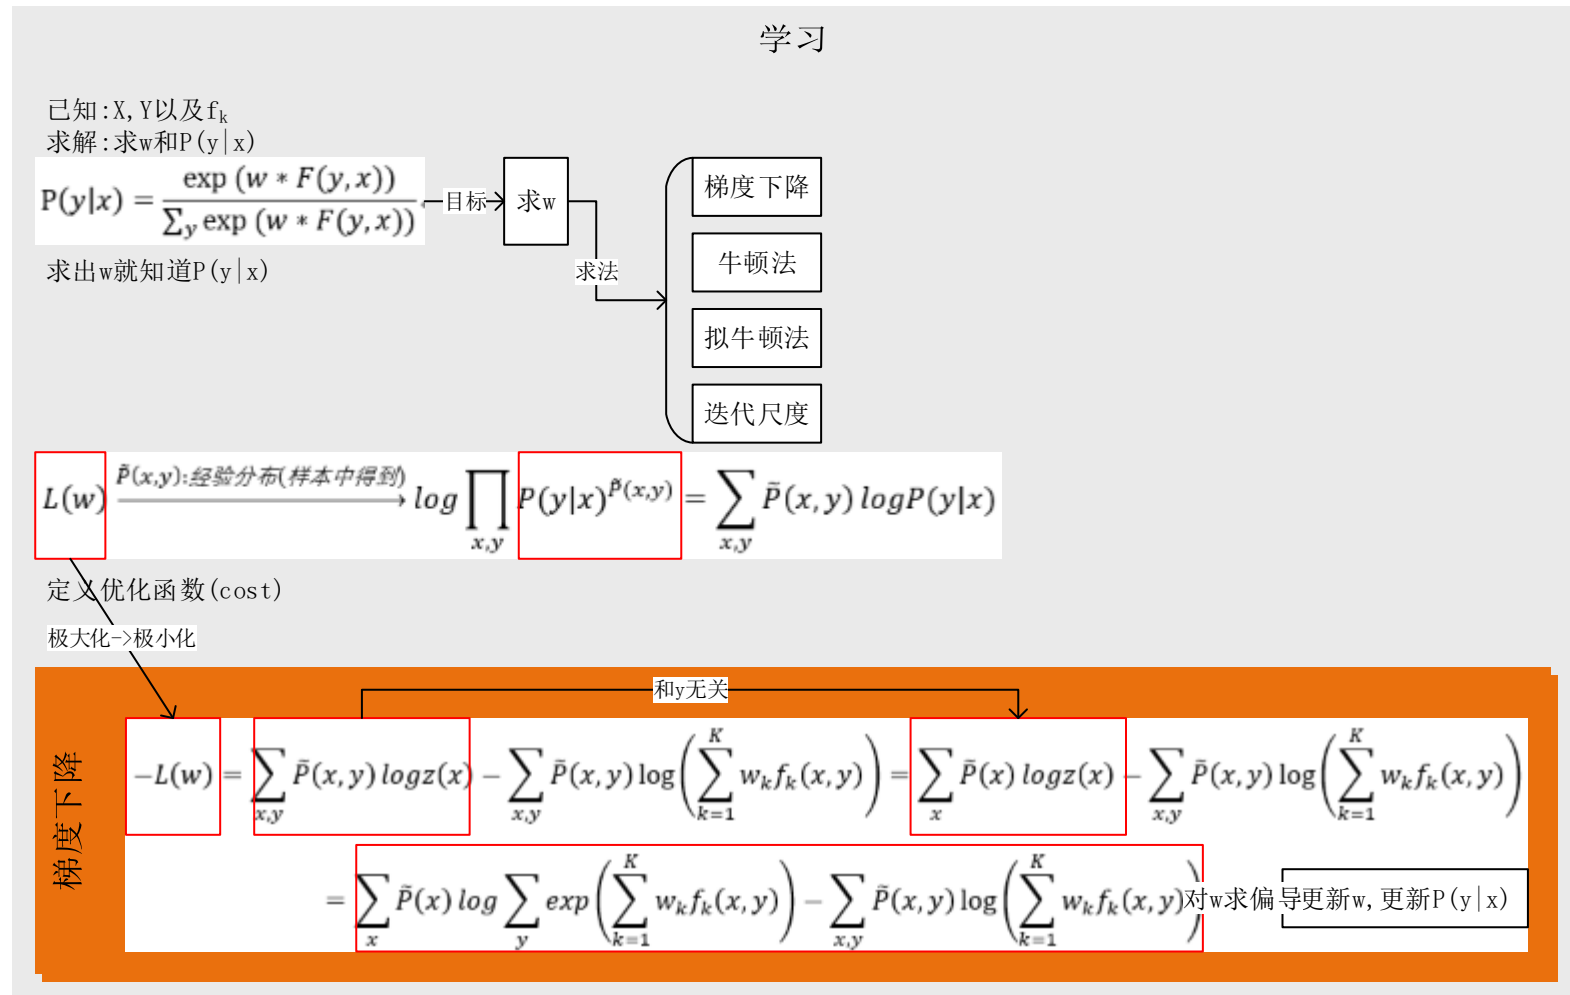 学习
已知:X,Y以及f_k
求解:求w和P(y|x)
P(y|x) = exp (w * F(y,x)) / ∑_y exp (w * F(y,x))
目标
求w
求出w就知道P(y|x)
求法
梯度下降
牛顿法
拟牛顿法
迭代尺度
L(w) P̃(x,y):经验分布(样本中得到) → log ∏_{x,y} P(y|x)^{P̃(x,y)} = ∑_{x,y} P̃(x,y) logP(y|x)
定义优化函数(cost)
极大化->极小化
和y无关
梯度下降
−L(w) = ∑_{x,y} P̃(x,y) logz(x) − ∑_{x,y} P̃(x,y) log(∑_{k=1}^{K} w_k f_k(x,y)) = ∑_x P̃(x) logz(x) − ∑_{x,y} P̃(x,y) log(∑_{k=1}^{K} w_k f_k(x,y))
= ∑_x P̃(x) log ∑_y exp(∑_{k=1}^{K} w_k f_k(x,y)) − ∑_{x,y} P̃(x,y) log(∑_{k=1}^{K} w_k f_k(x,y))
对w求偏导
更新w,更新P(y|x)